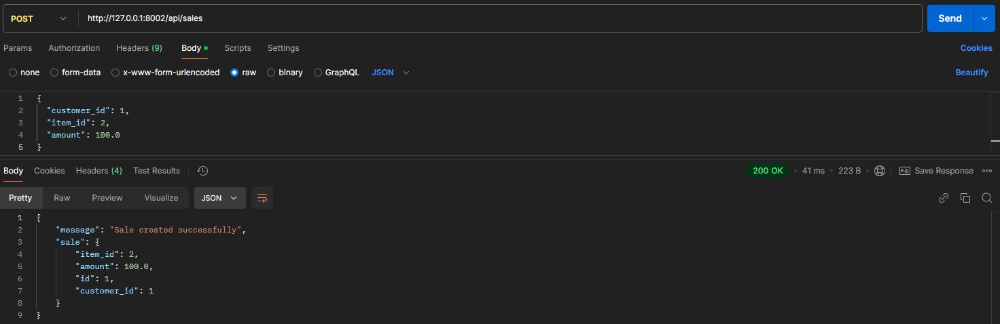 POST http://127.0.0.1:8002/api/sales Send
Params Authorization Headers (9) Body Scripts Settings Cookies
none form-data x-www-form-urlencoded raw binary GraphQL JSON Beautify
1 {
2 "customer_id": 1,
3 "item_id": 2,
4 "amount": 100.0
5 }
Body Cookies Headers (4) Test Results 200 OK 41 ms 223 B e.g. Save Response
Pretty Raw Preview Visualize JSON
1 {
2 "message": "Sale created successfully",
3 "sale": {
4 "item_id": 2,
5 "amount": 100.0,
6 "id": 1,
7 "customer_id": 1
8 }
9 }